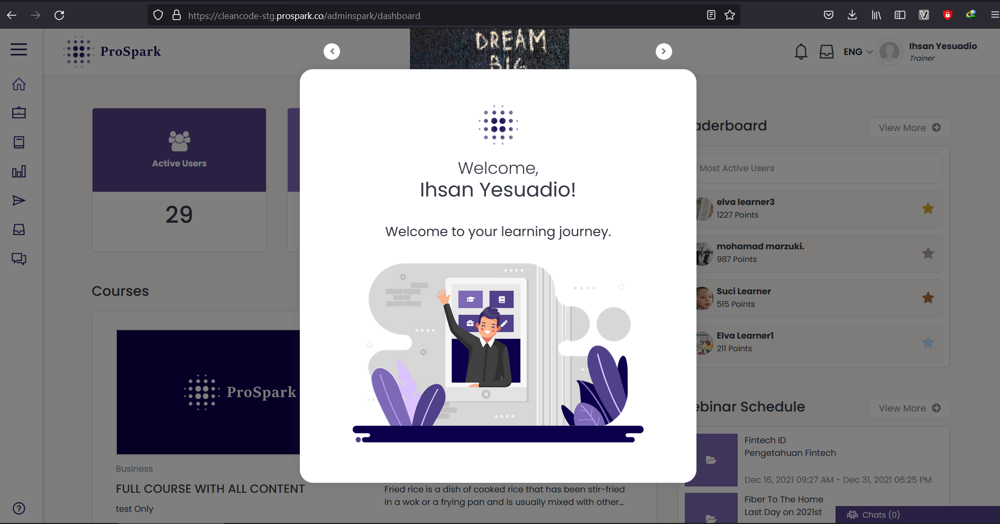 https://cleancode-stg.prospark.co/adminspark/dashboard
ProSpark
DREAM
BIG
ENG
Ihsan Yesuadio
Trainer
Active Users
29
Welcome,
Ihsan Yesuadio!
Welcome to your learning journey.
aderboard
View More
Most Active Users
elva learner3
1227 Points
mohamad marzuki.
987 Points
Suci Learner
515 Points
Elva Learner1
211 Points
Courses
ProSpark
Business
FULL COURSE WITH ALL CONTENT
test Only
Fried rice is a dish of cooked rice that has been stir-fried
in a wok or a frying pan and is usually mixed with other...
ebinar Schedule
View More
Fintech ID
Pengetahuan Fintech
Dec 16, 2021 09:27 AM - Dec 31, 2021 06:25 PM
Fiber To The Home
Last Day on 2021st
Chats (0)